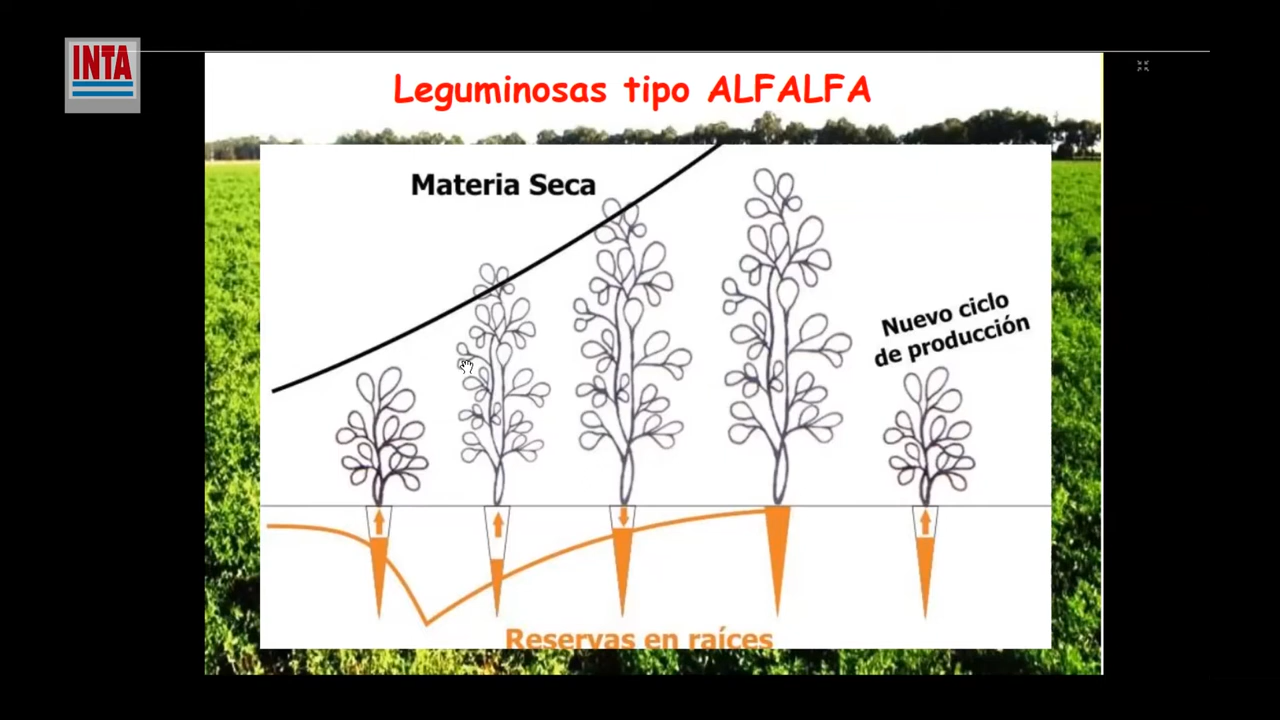 INTA
Leguminosas tipo ALFALFA
Materia Seca
Nuevo ciclo
de producción
Reservas en raíces